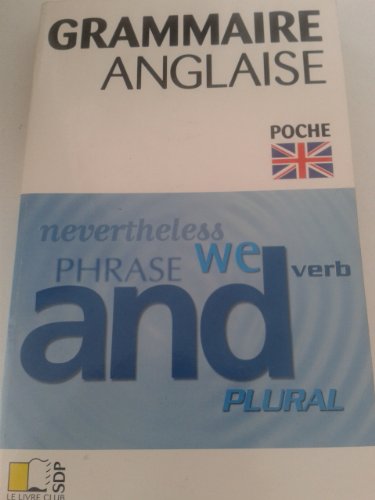 GRAMMAIRE
ANGLAISE
POCHE
nevertheless
we
PHRASE
verb
and
PLURAL
LE LIVRE CLUB
SDP